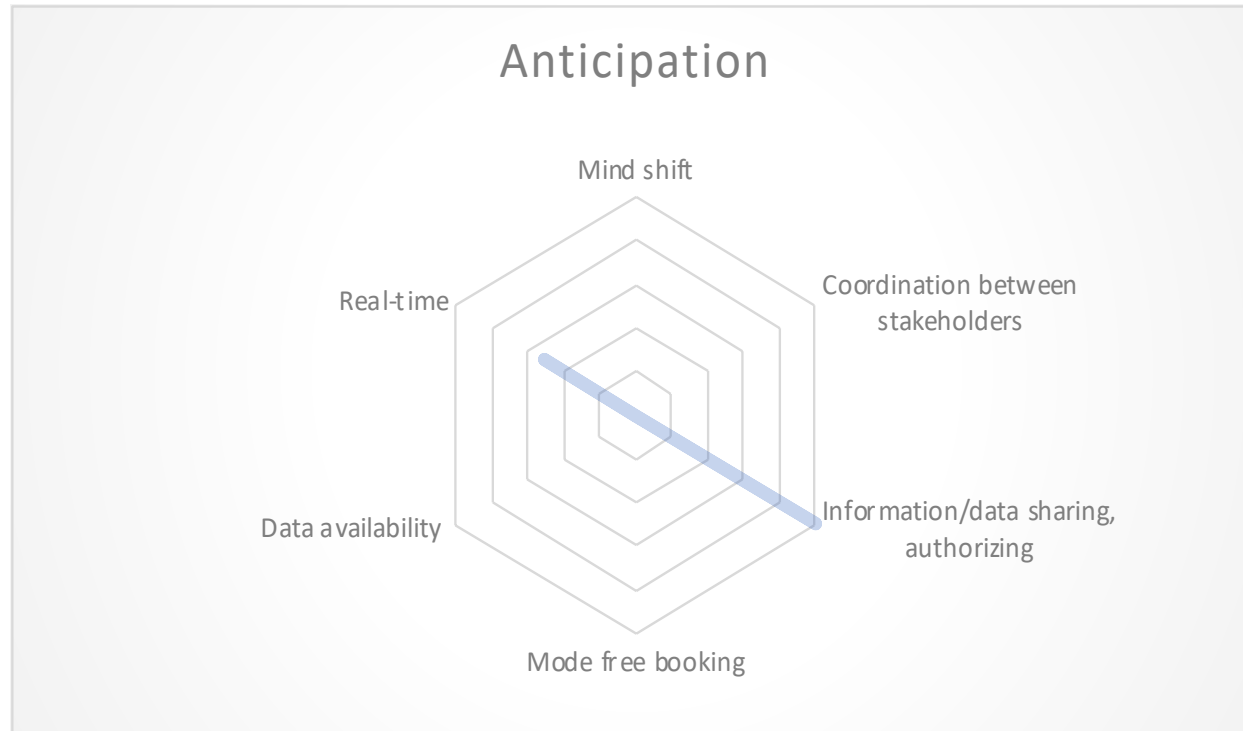 Anticipation
Mind shift
Coordination between
stakeholders
Real-time
Information/data sharing,
authorizing
Data availability
Mode free booking